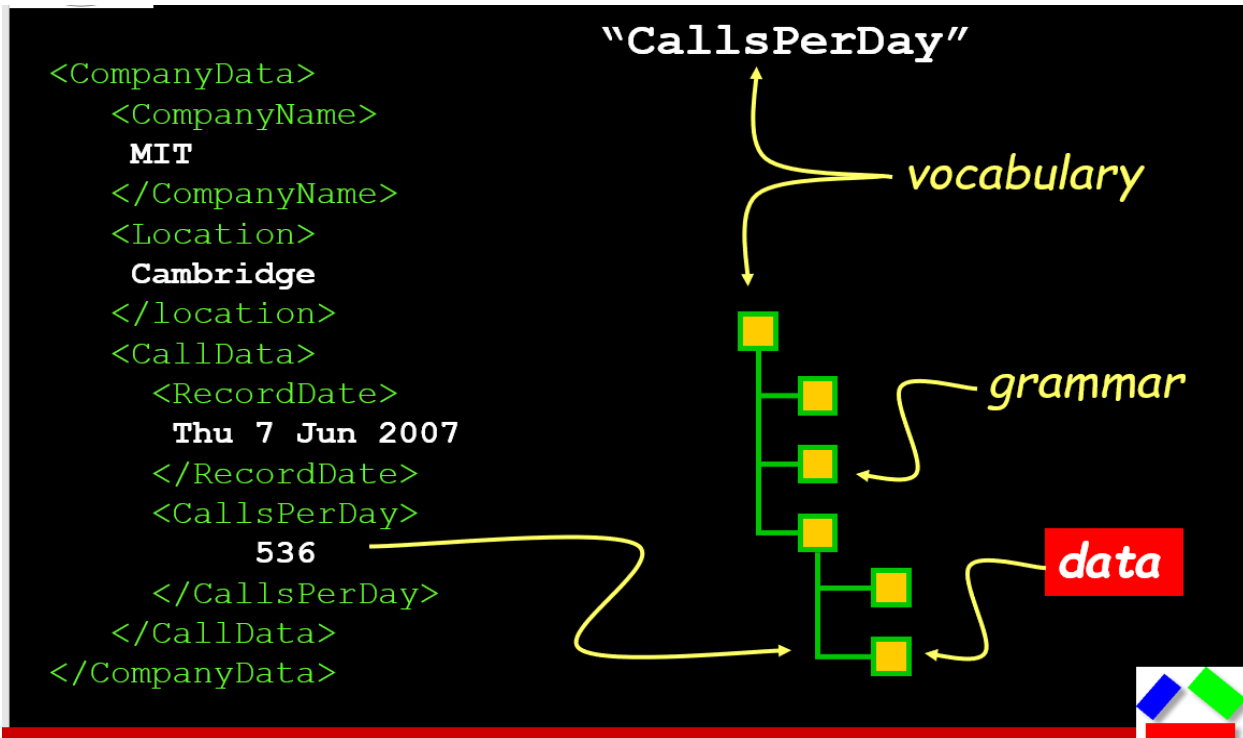 “CallsPerDay”
<CompanyData>
<CompanyName>
MIT
</CompanyName>
<Location>
Cambridge
</location>
<CallData>
<RecordDate>
Thu 7 Jun 2007
</RecordDate>
<CallsPerDay>
536
</CallsPerDay>
</CallData>
</CompanyData>
vocabulary
grammar
data